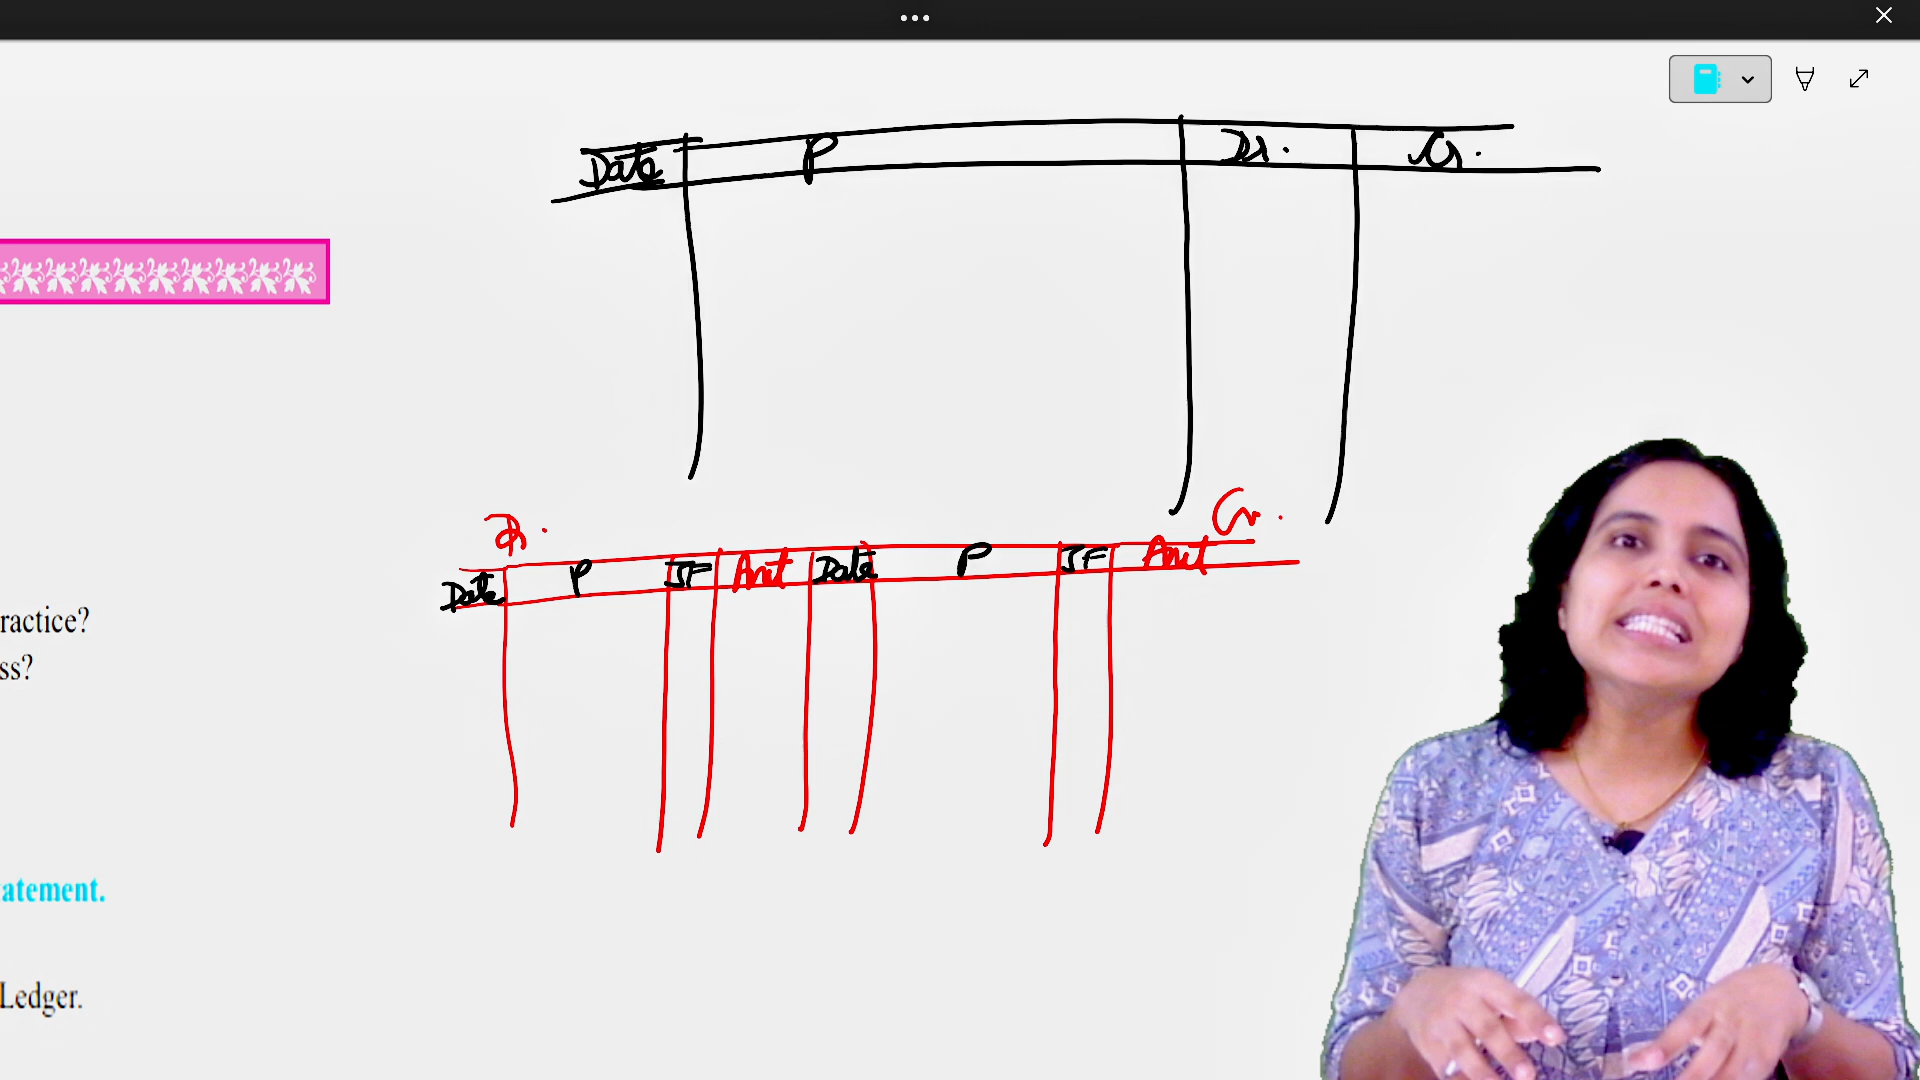 Date P Dr. Cr.
Dr. Cr.
Date P JF Amt Date P JF Amt
ractice?
ss?
atement.
Ledger.